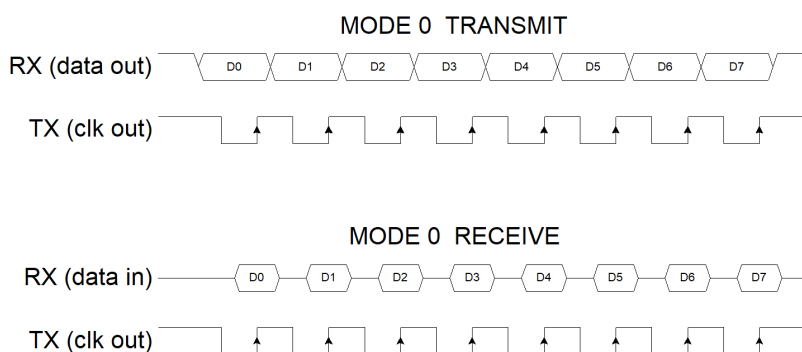 MODE 0 TRANSMIT
RX (data out) D0 D1 D2 D3 D4 D5 D6 D7
TX (clk out)
MODE 0 RECEIVE
RX (data in) D0 D1 D2 D3 D4 D5 D6 D7
TX (clk out)